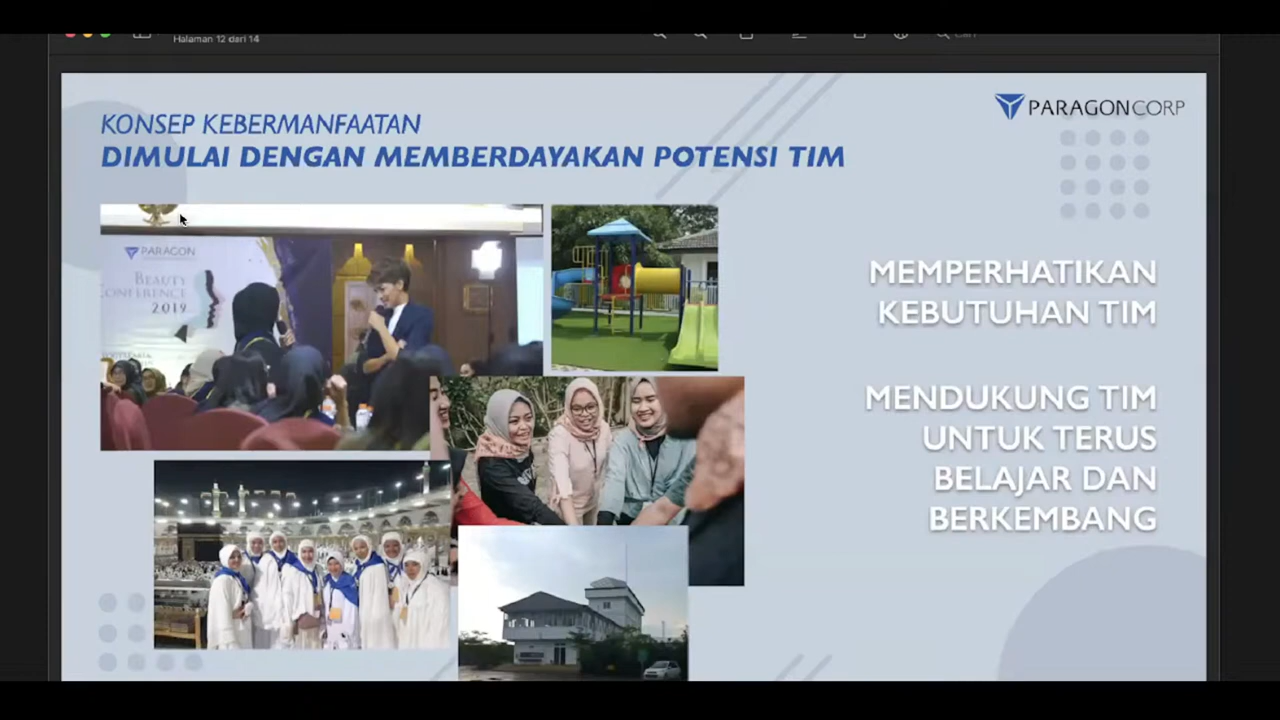 Halaman 12 dari 14
KONSEP KEBERMANFAATAN
DIMULAI DENGAN MEMBERDAYAKAN POTENSI TIM
PARAGONCORP
PARAGON
BEAUTY
CONFERENCE
2019
MEMPERHATIKAN
KEBUTUHAN TIM
MENDUKUNG TIM
UNTUK TERUS
BELAJAR DAN
BERKEMBANG